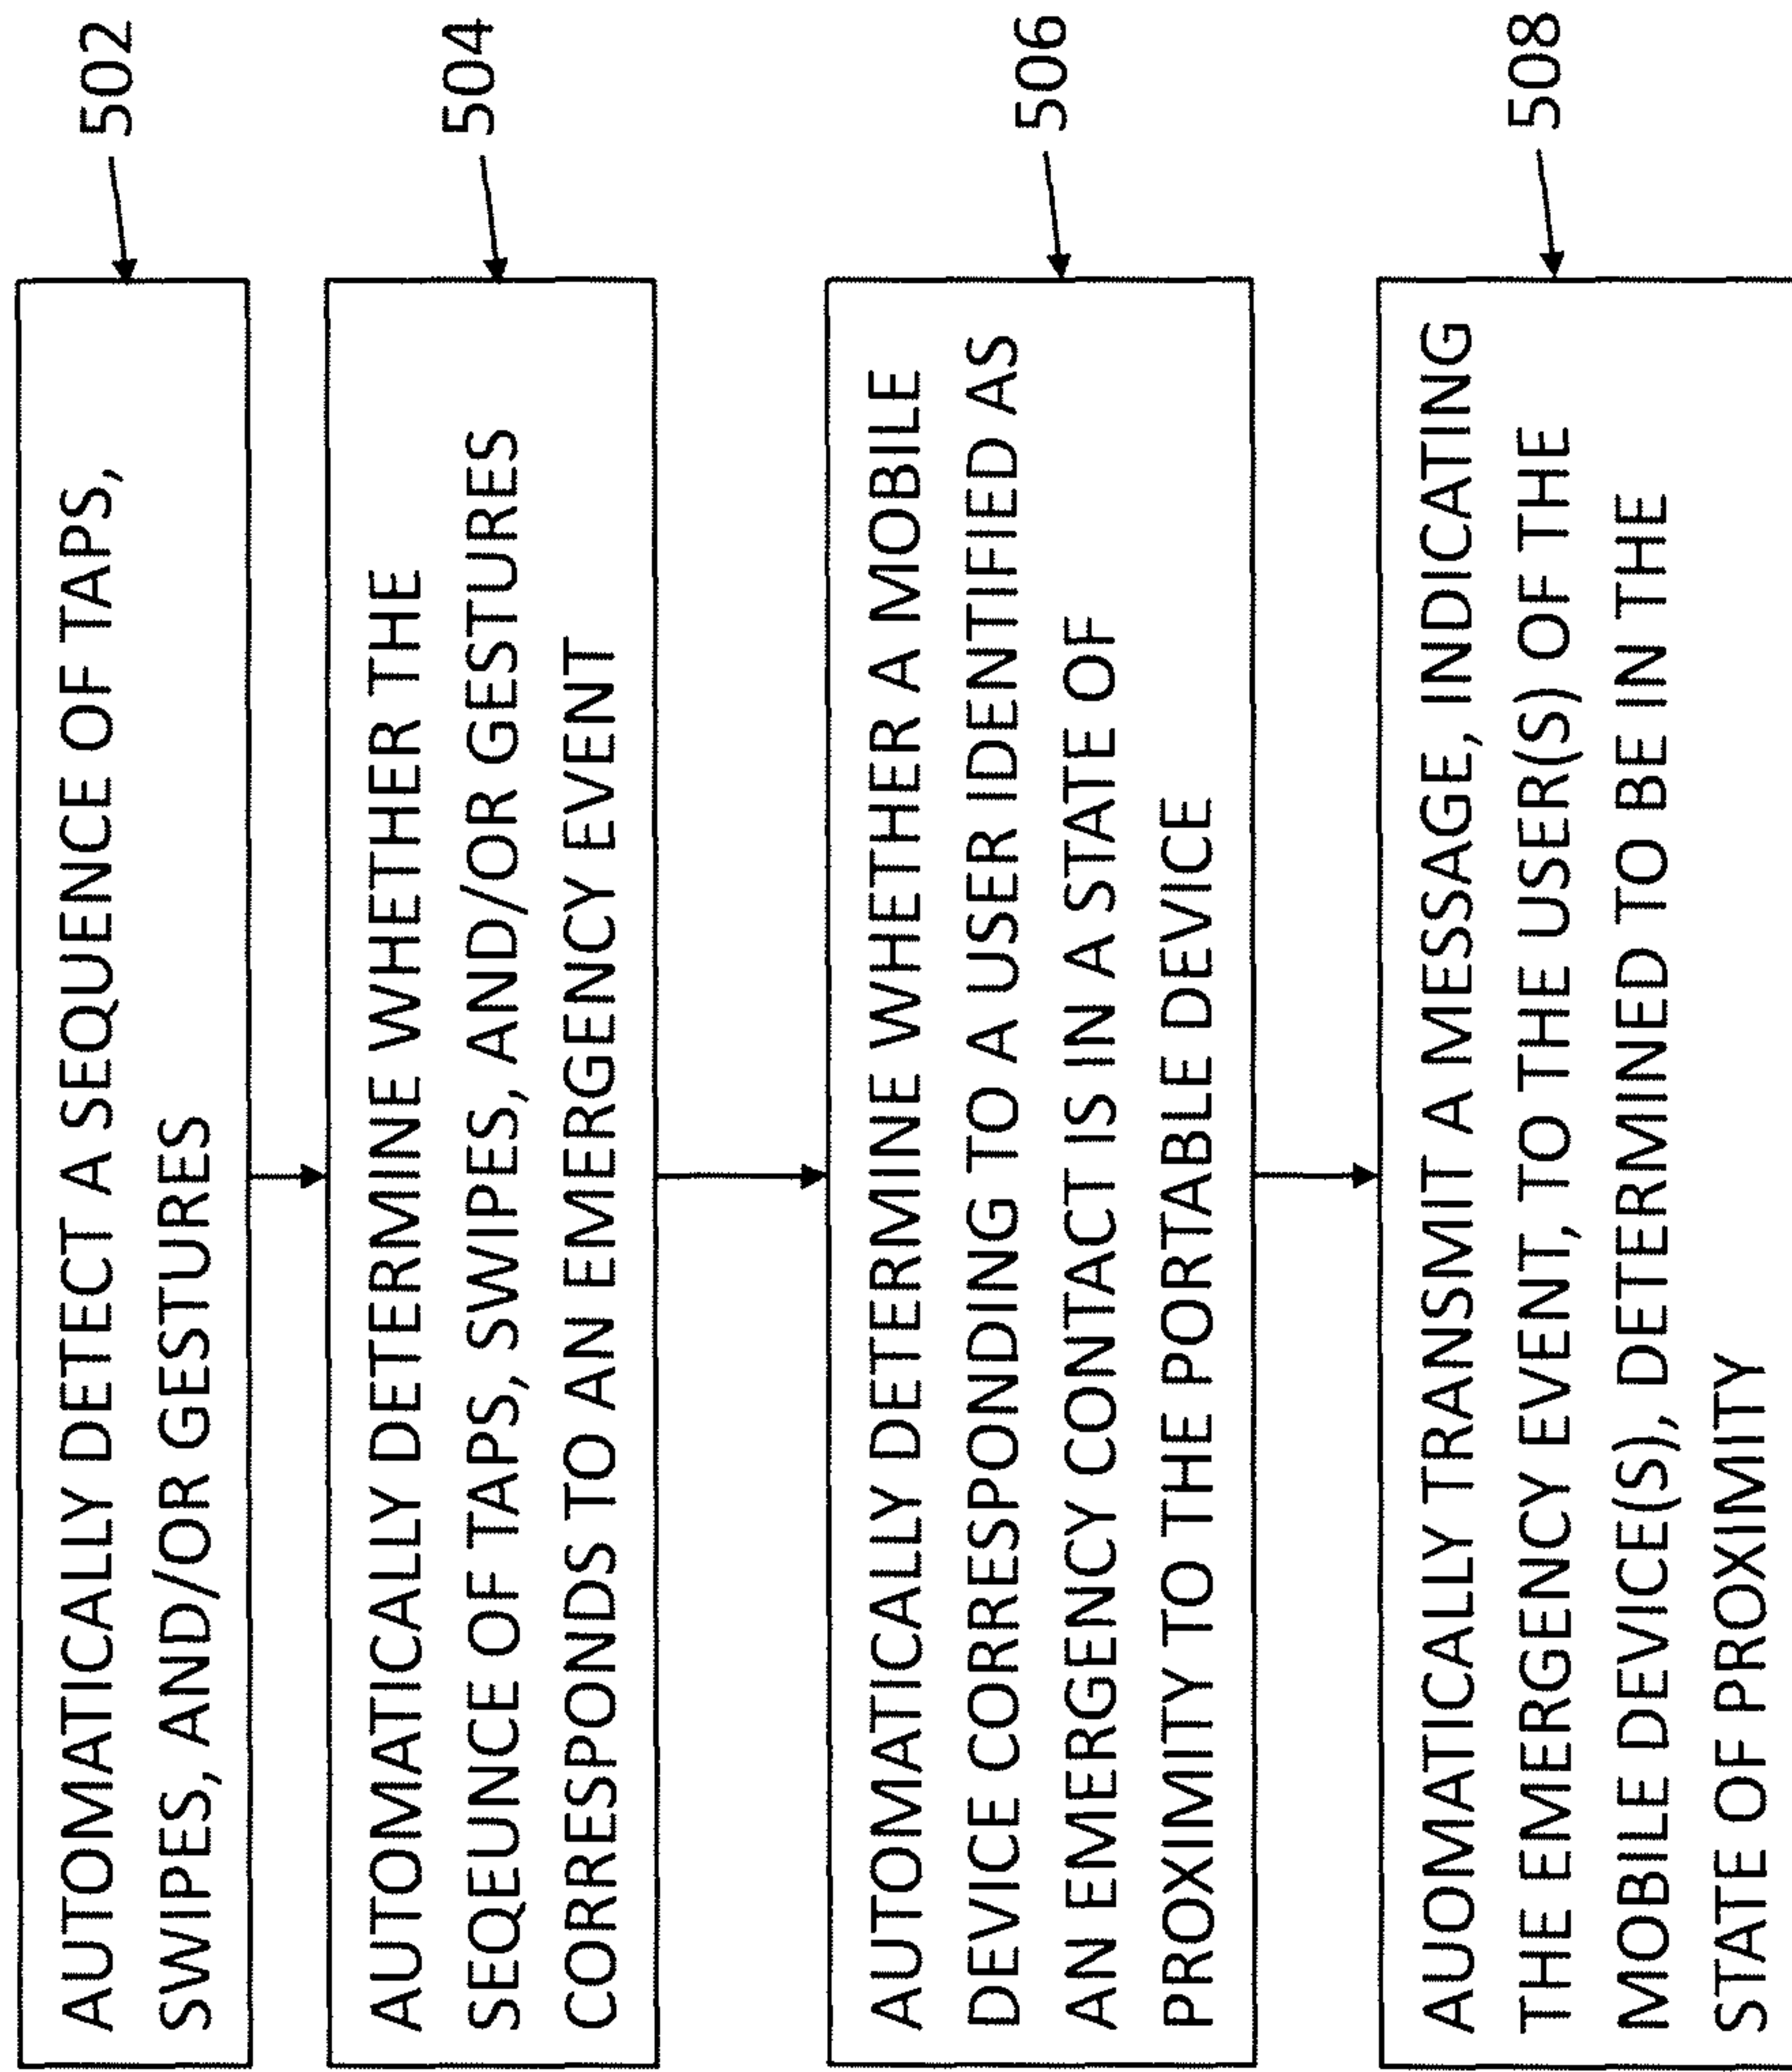 AUTOMATICALLY DETECT A SEQUENCE OF TAPS,
SWIPES, AND/OR GESTURES
502
AUTOMATICALLY DETERMINE WHETHER THE
SEQEUNCE OF TAPS, SWIPES, AND/OR GESTURES
CORRESPONDS TO AN EMERGENCY EVENT
504
AUTOMATICALLY DETERMINE WHETHER A MOBILE
DEVICE CORRESPONDING TO A USER IDENTIFIED AS
AN EMERGENCY CONTACT IS IN A STATE OF
PROXIMITY TO THE PORTABLE DEVICE
506
AUOMATICALLY TRANSMIT A MESSAGE, INDICATING
THE EMERGENCY EVENT, TO THE USER(S) OF THE
MOBILE DEVICE(S), DETERMINED TO BE IN THE
STATE OF PROXIMITY
508